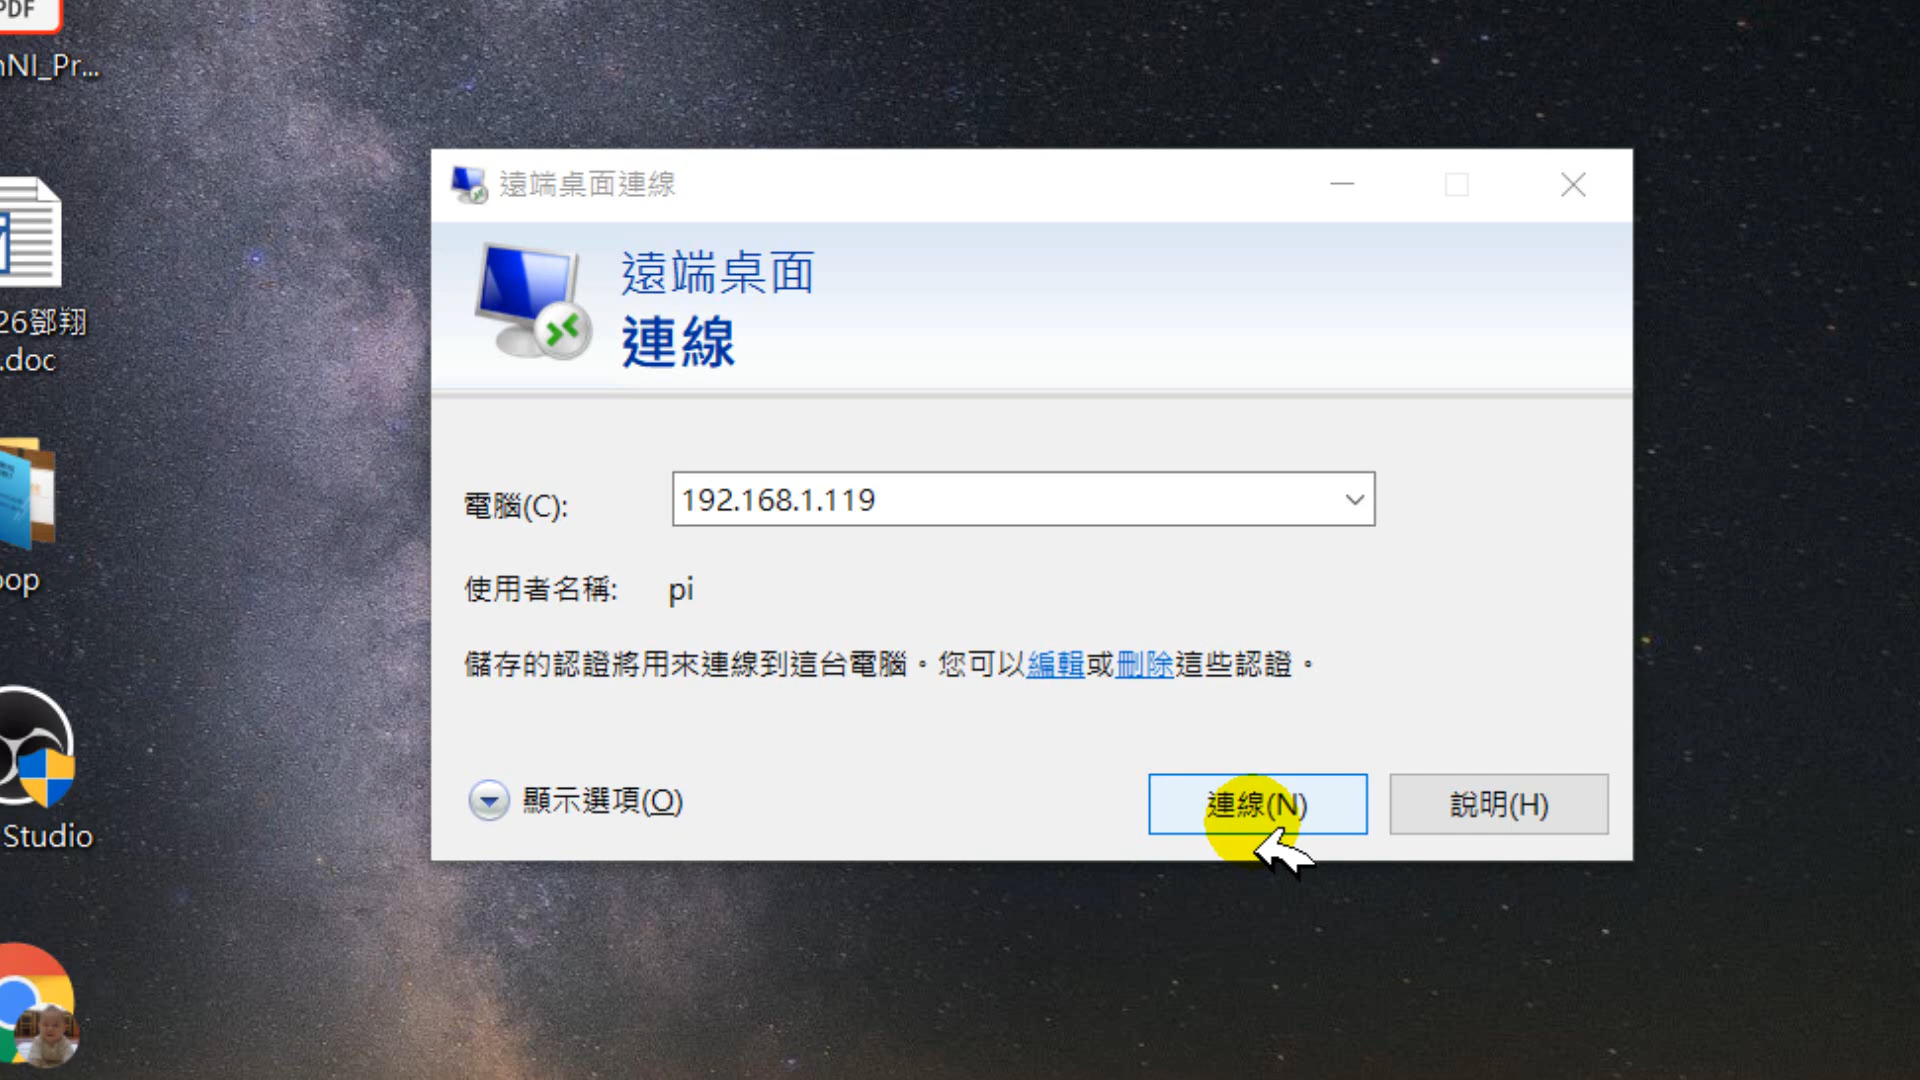 PDF
nNI_Pr...
26鄧翔
.doc
oop
Studio
遠端桌面連線
遠端桌面
連線
電腦(C):
192.168.1.119
使用者名稱: pi
儲存的認證將用來連線到這台電腦。您可以編輯或刪除這些認證。
顯示選項(O)
連線(N)
說明(H)